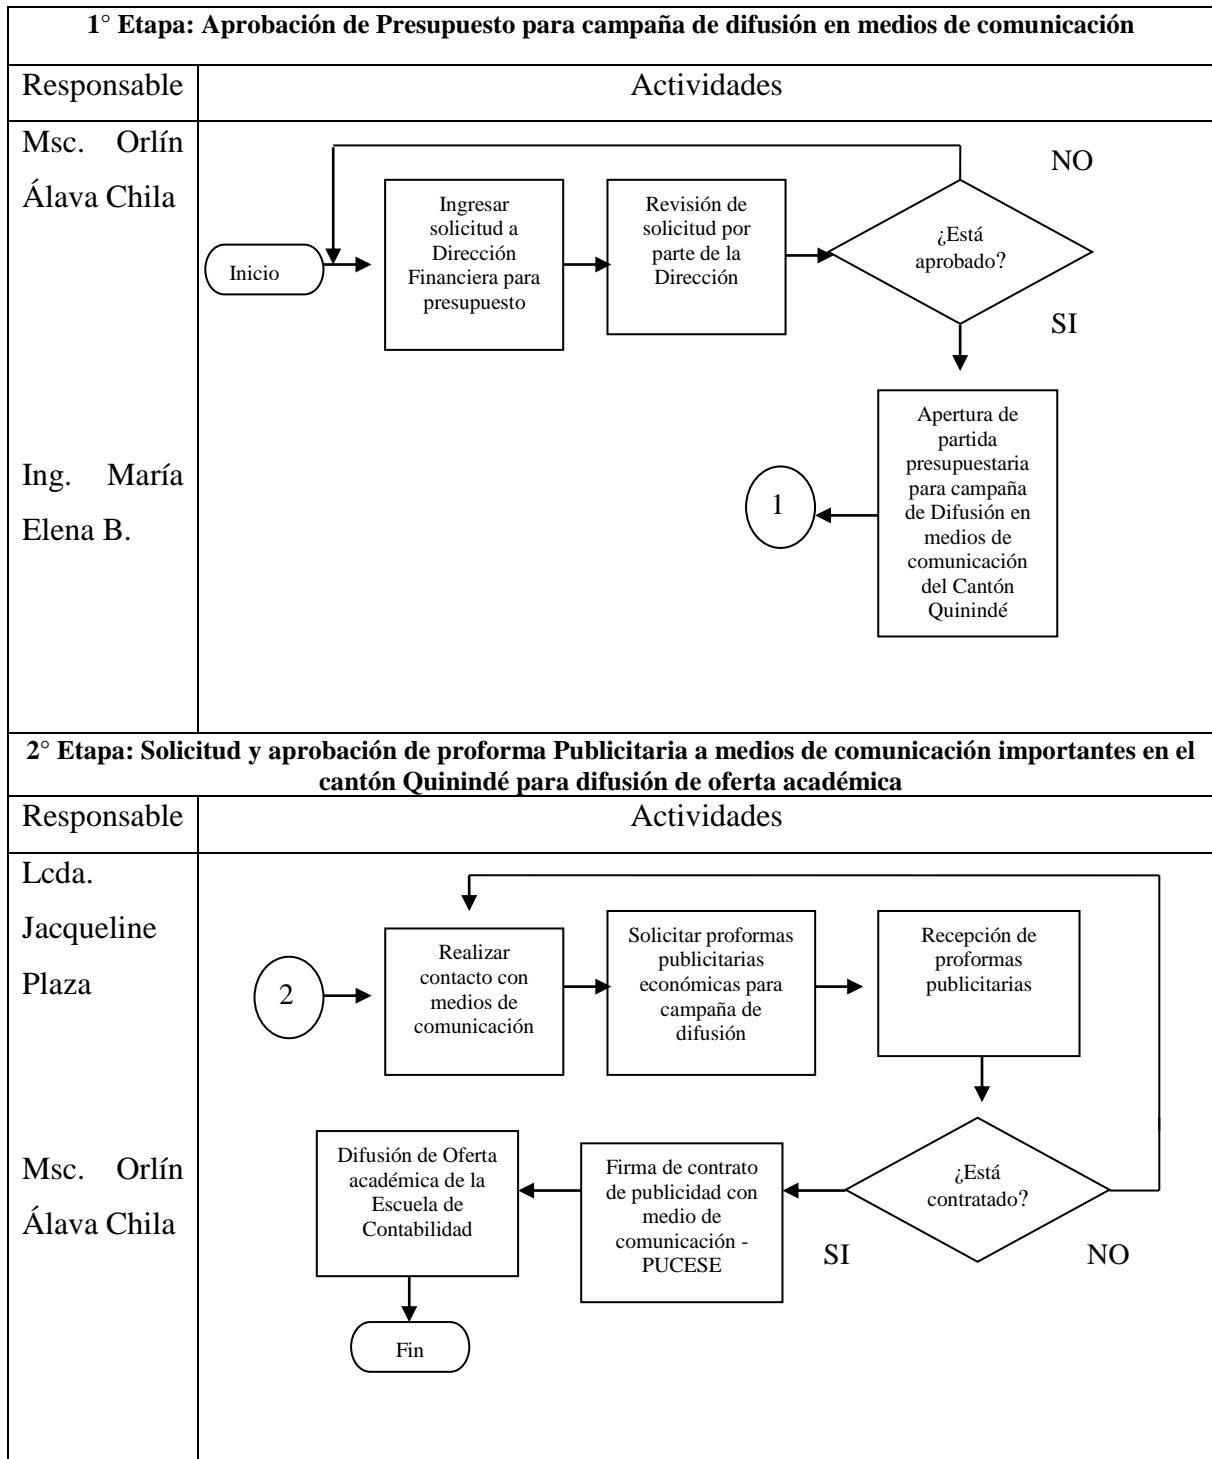 1° Etapa: Aprobación de Presupuesto para campaña de difusión en medios de comunicación
Responsable
Actividades
Msc. Orlín
Álava Chila
NO
Inicio
Ingresar
solicitud a
Dirección
Financiera para
presupuesto
Revisión de
solicitud por
parte de la
Dirección
¿Está
aprobado?
SI
Ing. María
Elena B.
1
Apertura de
partida
presupuestaria
para campaña
de Difusión en
medios de
comunicación
del Cantón
Quinindé
2° Etapa: Solicitud y aprobación de proforma Publicitaria a medios de comunicación importantes en el
cantón Quinindé para difusión de oferta académica
Responsable
Actividades
Lcda.
Jacqueline
Plaza
2
Realizar
contacto con
medios de
comunicación
Solicitar proformas
publicitarias
económicas para
campaña de
difusión
Recepción de
proformas
publicitarias
Msc. Orlín
Álava Chila
Difusión de Oferta
académica de la
Escuela de
Contabilidad
Firma de contrato
de publicidad con
medio de
comunicación -
PUCESE
¿Está
contratado?
SI
NO
Fin